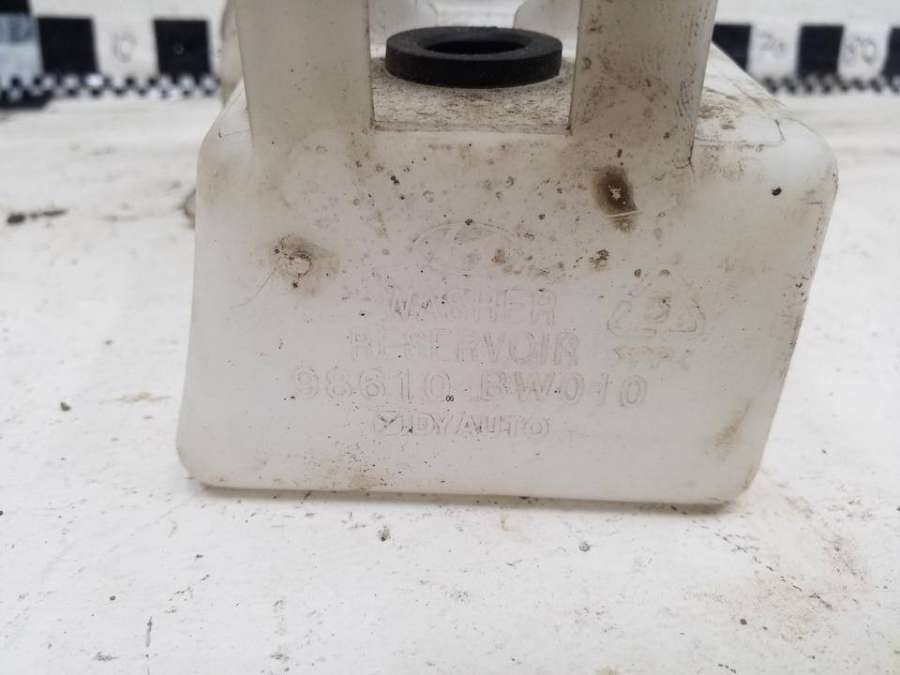 WASHER
RESERVOIR
98610 BW010
DY AUTO